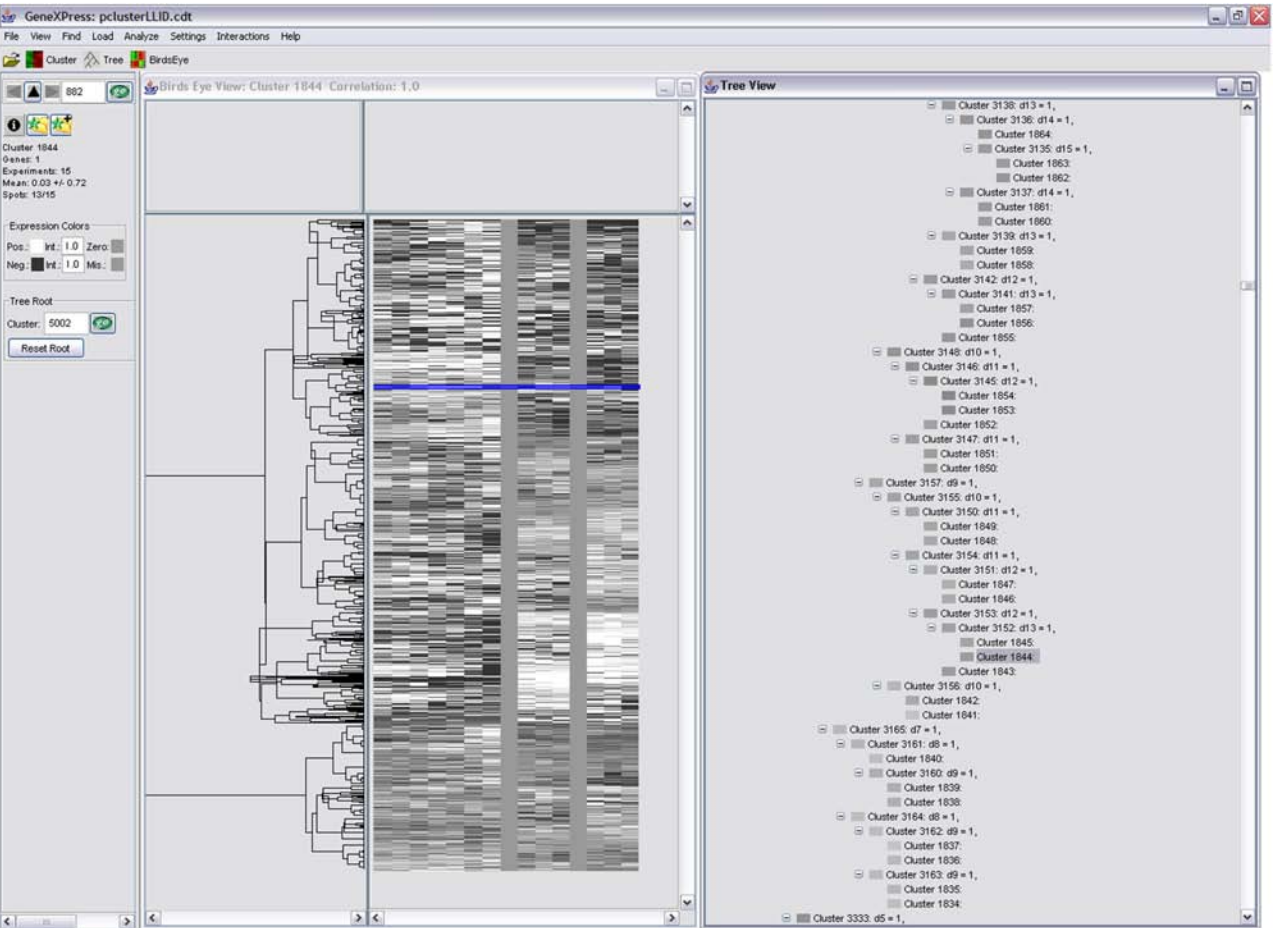 GeneXPress: pclusterLLID.cdt
File View Find Load Analyze Settings Interactions Help
Cluster Tree BirdsEye
882
Cluster 1844
Genes: 1
Experiments: 15
Mean: 0.03 +/- 0.72
Spots: 13/15
Expression Colors
Pos.: Int.: 1.0 Zero:
Neg.: Int.: 1.0 Mis.:
Tree Root
Cluster: 5002
Reset Root
Birds Eye View: Cluster 1844 Correlation: 1.0
Tree View
Cluster 3138: d13 = 1,
Cluster 3136: d14 = 1,
Cluster 1864:
Cluster 3135: d15 = 1,
Cluster 1863:
Cluster 1862:
Cluster 3137: d14 = 1,
Cluster 1861:
Cluster 1860:
Cluster 3139: d13 = 1,
Cluster 1859:
Cluster 1858:
Cluster 3142: d12 = 1,
Cluster 3141: d13 = 1,
Cluster 1857:
Cluster 1856:
Cluster 1855:
Cluster 3148: d10 = 1,
Cluster 3146: d11 = 1,
Cluster 3145: d12 = 1,
Cluster 1854:
Cluster 1853:
Cluster 1852:
Cluster 3147: d11 = 1,
Cluster 1851:
Cluster 1850:
Cluster 3157: d9 = 1,
Cluster 3155: d10 = 1,
Cluster 3150: d11 = 1,
Cluster 1849:
Cluster 1848:
Cluster 3154: d11 = 1,
Cluster 3151: d12 = 1,
Cluster 1847:
Cluster 1846:
Cluster 3153: d12 = 1,
Cluster 3152: d13 = 1,
Cluster 1845:
Cluster 1844:
Cluster 1843:
Cluster 3156: d10 = 1,
Cluster 1842:
Cluster 1841:
Cluster 3165: d7 = 1,
Cluster 3161: d8 = 1,
Cluster 1840:
Cluster 3160: d9 = 1,
Cluster 1839:
Cluster 1838:
Cluster 3164: d8 = 1,
Cluster 3162: d9 = 1,
Cluster 1837:
Cluster 1836:
Cluster 3163: d9 = 1,
Cluster 1835:
Cluster 1834:
Cluster 3333: d5 = 1,